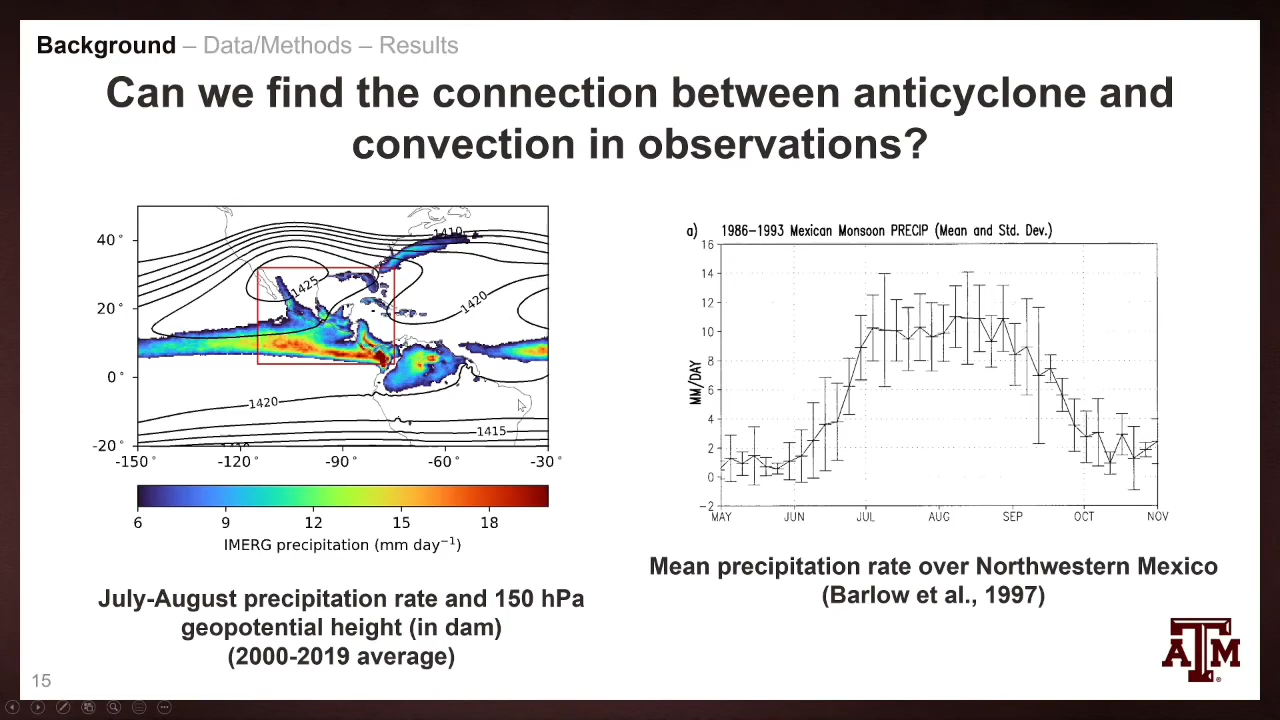 Background – Data/Methods – Results
Can we find the connection between anticyclone and
convection in observations?
1410
40°
1425
20°
1420
0°
1420
1415
-20°
-150
-120
-90
-60
-30°
6
9
12
15
18
IMERG precipitation (mm day⁻¹)
July-August precipitation rate and 150 hPa
geopotential height (in dam)
(2000-2019 average)
a) 1986-1993 Mexican Monsoon PRECIP (Mean and Std. Dev.)
16
14
12
10
8
6
4
2
0
-2
MM/DAY
MAY
JUN
JUL
AUG
SEP
OCT
NOV
Mean precipitation rate over Northwestern Mexico
(Barlow et al., 1997)
ATM
15